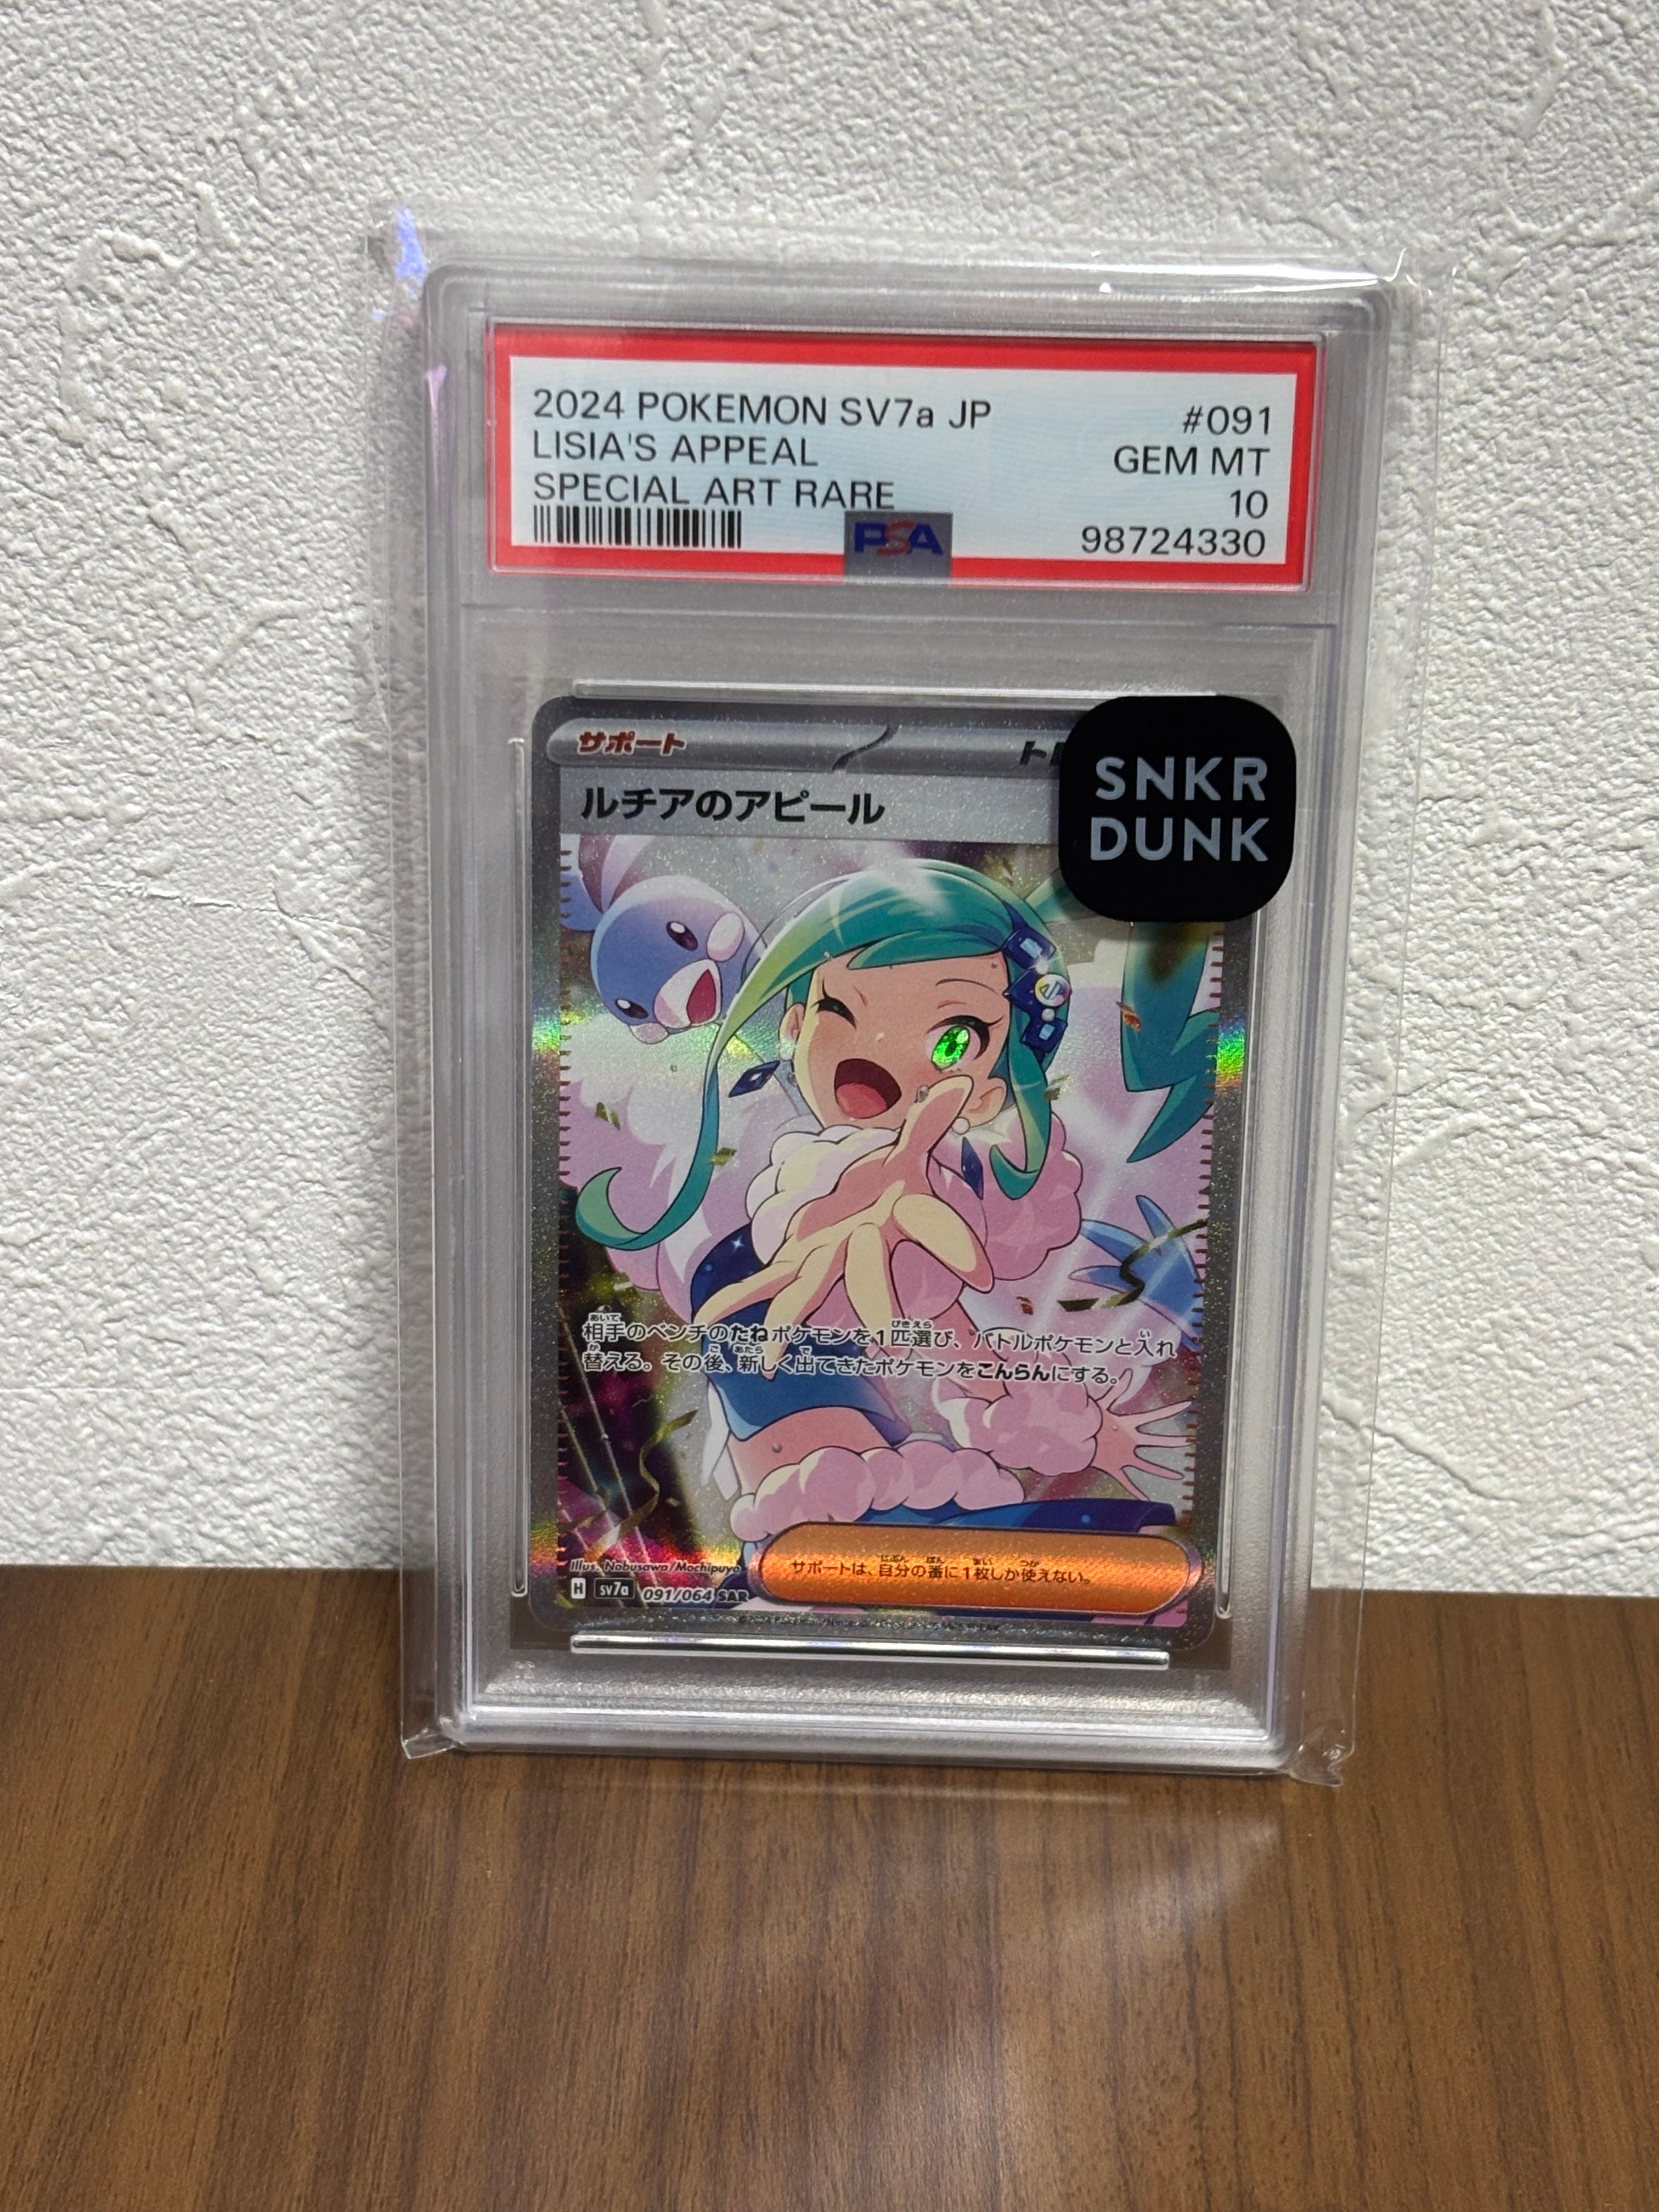 2024 POKEMON SV7a JP #091
LISIA'S APPEAL GEM MT
SPECIAL ART RARE 10
PSA 98724330
サポート
SNKR
DUNK
ルチアのアピール
相手のベンチのたねポケモンを1匹選び、バトルポケモンと入れ
替える。その後、新しく出てきたポケモンをこんらんにする。
サポートは、自分の番に1枚しか使えない。
Illus. Nobusawa/Mochipuyo
H sv7a 091/064 SAR